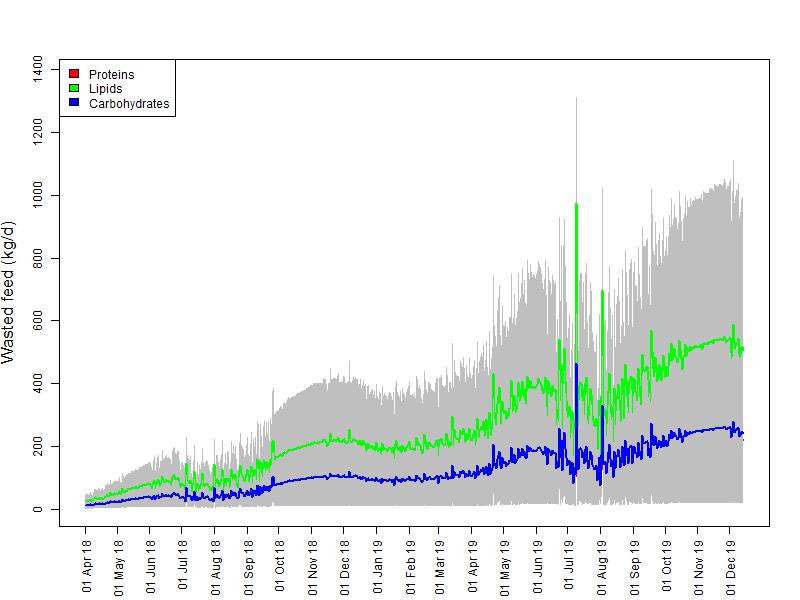 Wasted feed (kg/d)
1400
1200
1000
800
600
400
200
0
Proteins
Lipids
Carbohydrates
01 Apr 18
01 May 18
01 Jun 18
01 Jul 18
01 Aug 18
01 Sep 18
01 Oct 18
01 Nov 18
01 Dec 18
01 Jan 19
01 Feb 19
01 Mar 19
01 Apr 19
01 May 19
01 Jun 19
01 Jul 19
01 Aug 19
01 Sep 19
01 Oct 19
01 Nov 19
01 Dec 19